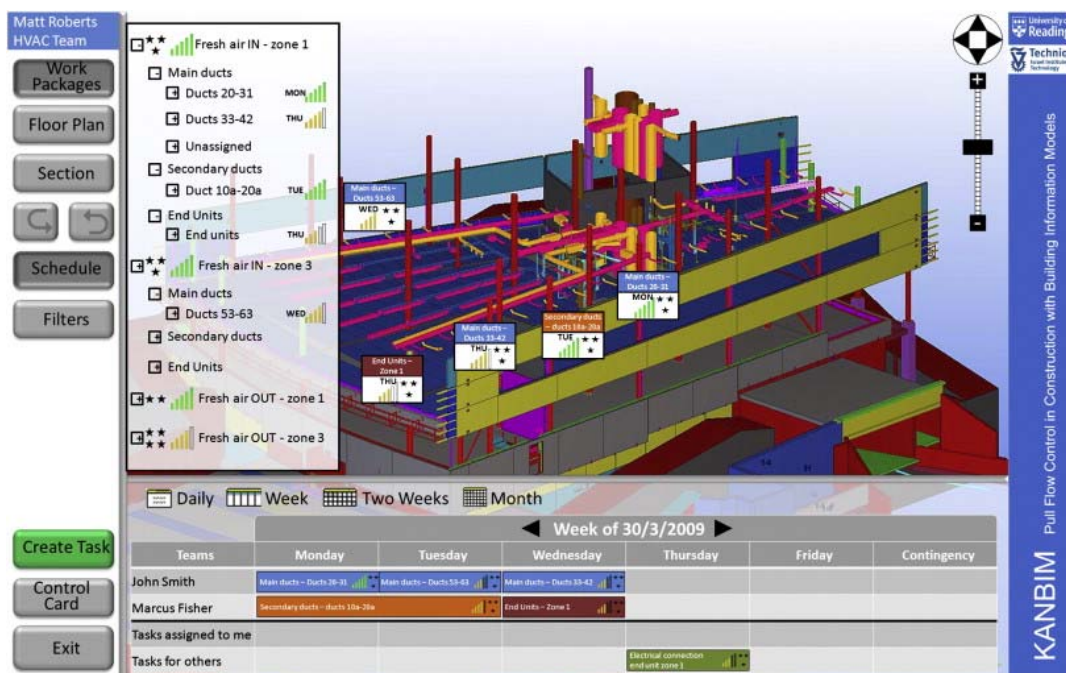 Matt Roberts
HVAC Team
Work
Packages
Floor Plan
Section
Schedule
Filters
Create Task
Control
Card
Exit
Fresh air IN - zone 1
Main ducts
Ducts 20-31 MON
Ducts 33-42 THU
Unassigned
Secondary ducts
Duct 10a-20a TUE
End Units
End units THU
Fresh air IN - zone 3
Main ducts
Ducts 53-63 WED
Secondary ducts
End Units
Fresh air OUT - zone 1
Fresh air OUT - zone 3
Main ducts –
Ducts 53-63
WED
Main ducts –
Ducts 26-31
MON
Secondary ducts
– ducts 10a-20a
TUE
Main ducts –
Ducts 33-42
THU
End Units –
Zone 1
THU
Daily Week Two Weeks Month
Week of 30/3/2009
Teams Monday Tuesday Wednesday Thursday Friday Contingency
John Smith Main ducts – Ducts 26-31 Main ducts – Ducts 53-63 Main ducts – Ducts 33-42
Marcus Fisher Secondary ducts – ducts 10a-20a End Units – Zone 1
Tasks assigned to me
Tasks for others Electrical connection
end unit zone 1
University of
Reading
Technion
Israel Institute of
Technology
KANBIM Pull Flow Control in Construction with Building Information Models